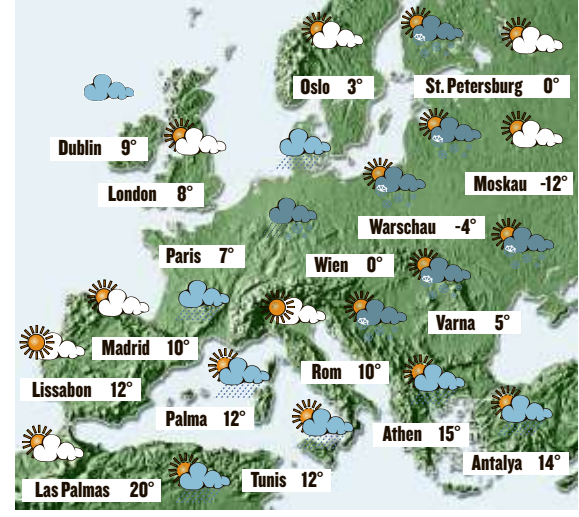 Oslo 3°
St. Petersburg 0°
Dublin 9°
London 8°
Moskau -12°
Warschau -4°
Paris 7°
Wien 0°
Varna 5°
Madrid 10°
Lissabon 12°
Rom 10°
Palma 12°
Athen 15°
Antalya 14°
Las Palmas 20°
Tunis 12°